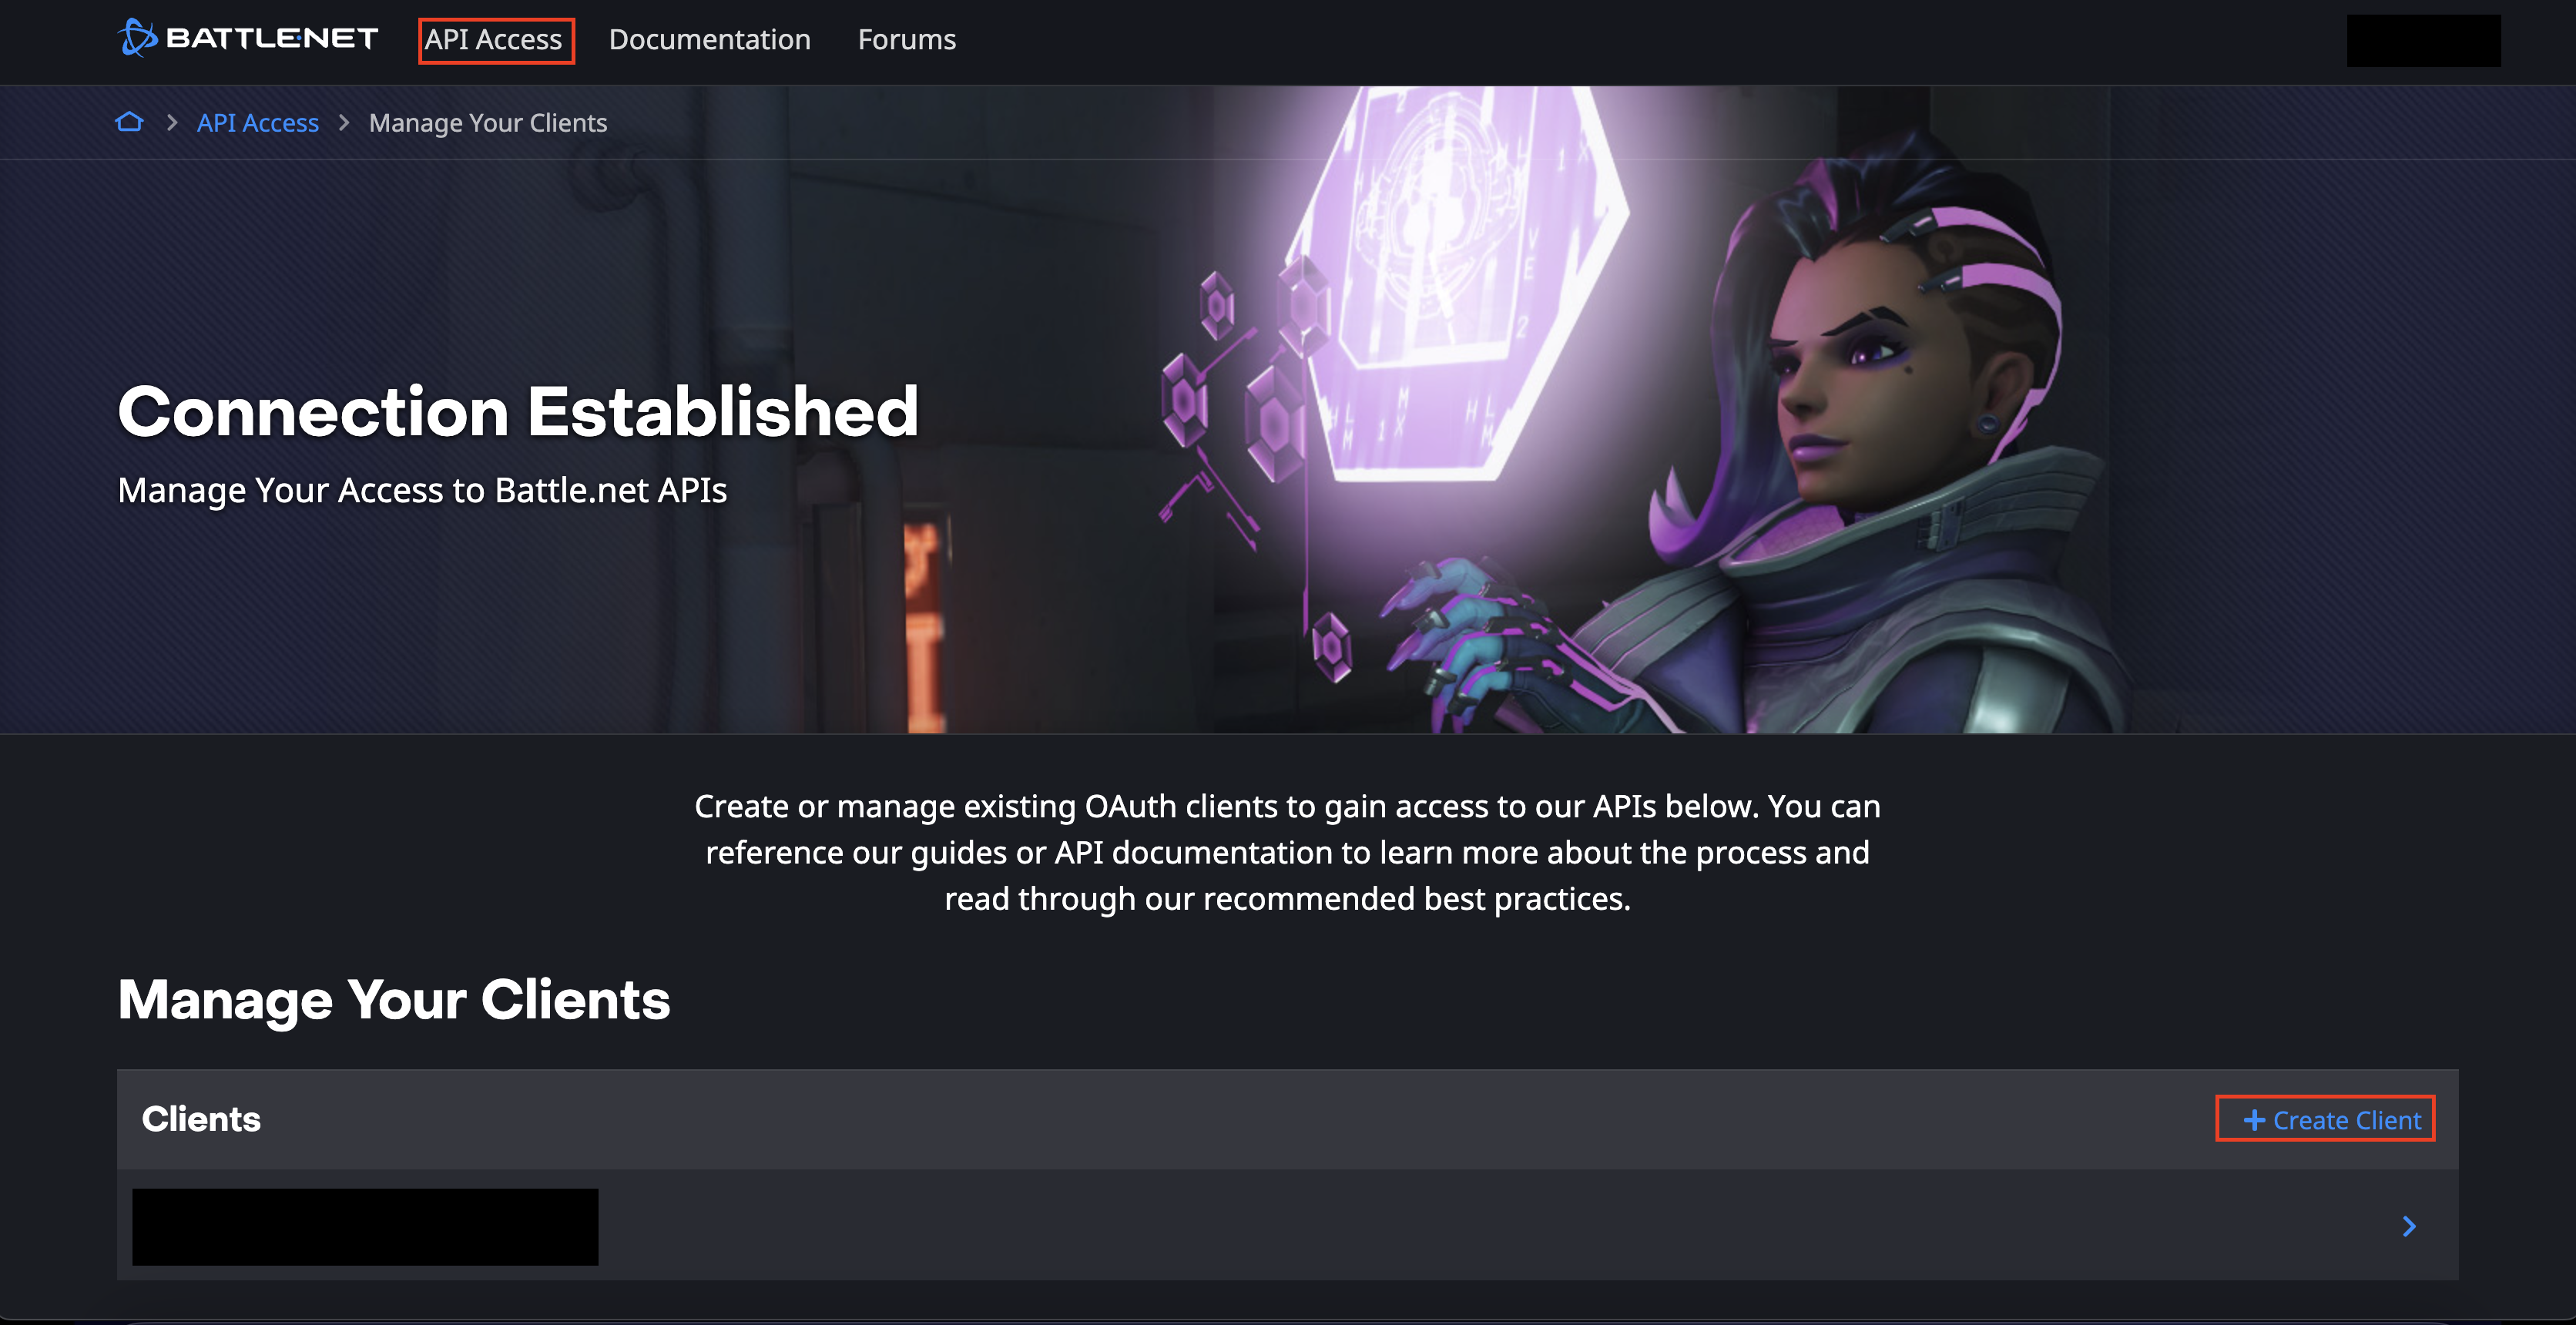 BATTLE.NET API Access Documentation Forums
API Access Manage Your Clients
Connection Established
Manage Your Access to Battle.net APIs
Create or manage existing OAuth clients to gain access to our APIs below. You can
reference our guides or API documentation to learn more about the process and
read through our recommended best practices.
Manage Your Clients
Clients
Create Client